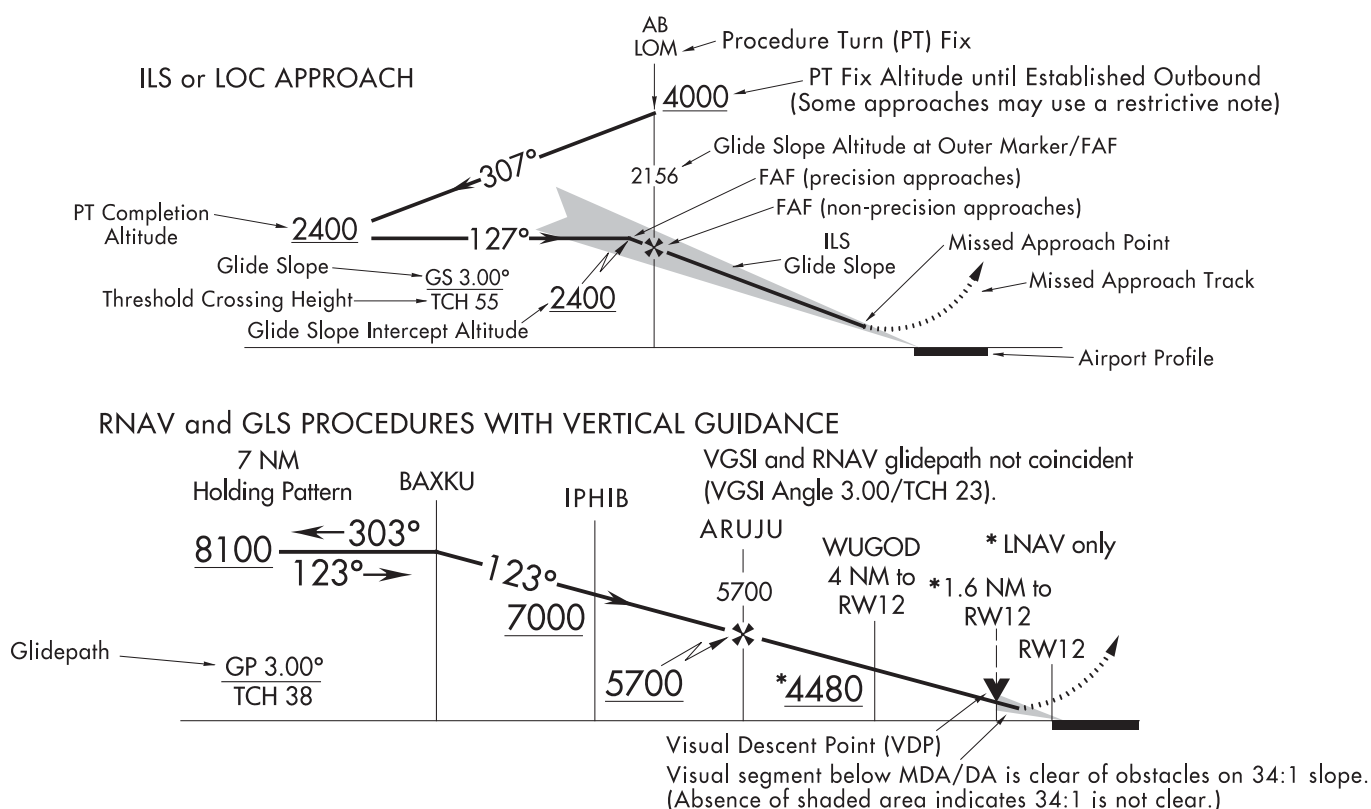 AB
LOM
Procedure Turn (PT) Fix
ILS or LOC APPROACH
4000
PT Fix Altitude until Established Outbound
(Some approaches may use a restrictive note)
307°
Glide Slope Altitude at Outer Marker/FAF
2156
FAF (precision approaches)
FAF (non-precision approaches)
PT Completion
Altitude
2400
127°
ILS
Glide Slope
Missed Approach Point
Missed Approach Track
Glide Slope
GS 3.00°
Threshold Crossing Height
TCH 55
2400
Glide Slope Intercept Altitude
Airport Profile
RNAV and GLS PROCEDURES WITH VERTICAL GUIDANCE
7 NM
Holding Pattern
BAXKU
IPHIB
VGSI and RNAV glidepath not coincident
(VGSI Angle 3.00/TCH 23).
ARUJU
8100
303°
123°
123°
7000
5700
WUGOD
4 NM to
RW12
* LNAV only
*1.6 NM to
RW12
RW12
Glidepath
GP 3.00°
TCH 38
5700
*4480
Visual Descent Point (VDP)
Visual segment below MDA/DA is clear of obstacles on 34:1 slope.
(Absence of shaded area indicates 34:1 is not clear.)